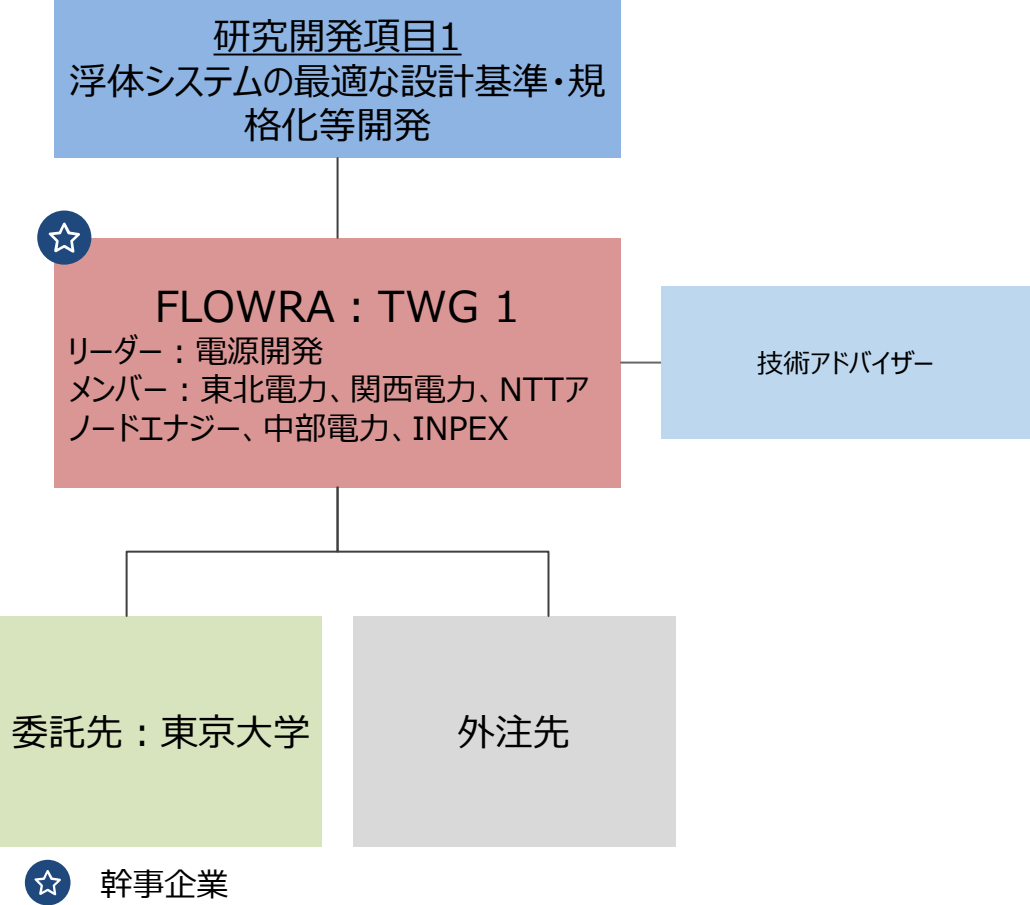 研究開発項目1
浮体システムの最適な設計基準・規
格化等開発
FLOWRA：TWG 1
リーダー：電源開発
メンバー：東北電力、関西電力、NTTア
ノードエナジー、中部電力、INPEX
技術アドバイザー
委託先：東京大学
外注先
幹事企業